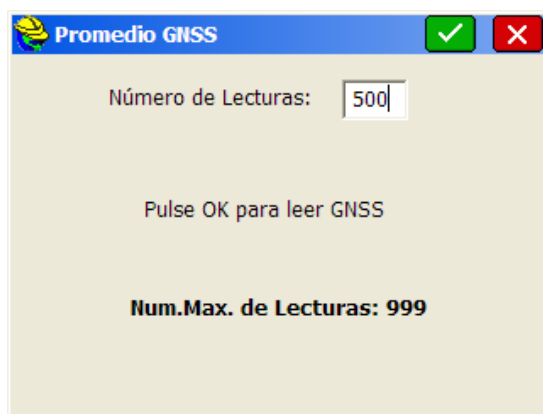 Promedio GNSS
Número de Lecturas: 500
Pulse OK para leer GNSS
Num.Max. de Lecturas: 999